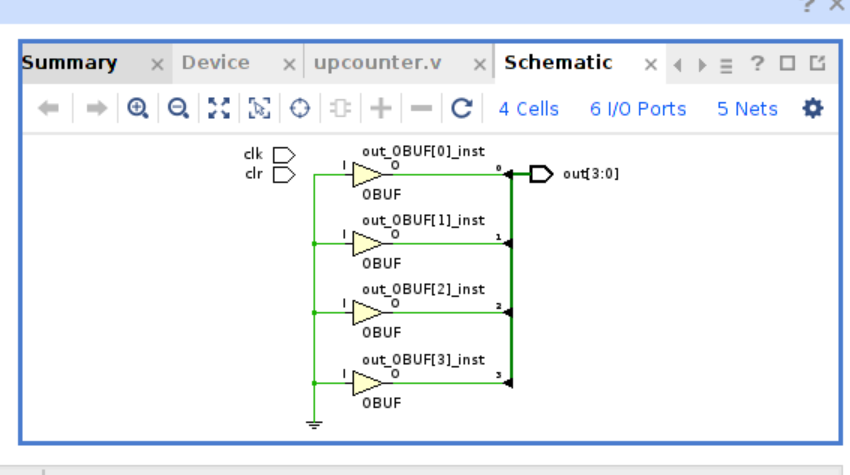 ? ×
Summary × Device × upcounter.v × Schematic × ?
4 Cells 6 I/O Ports 5 Nets
clk
clr
out_OBUF[0]_inst
I O 0 out[3:0]
OBUF
out_OBUF[1]_inst
I O 1
OBUF
out_OBUF[2]_inst
I O 2
OBUF
out_OBUF[3]_inst
I O 3
OBUF